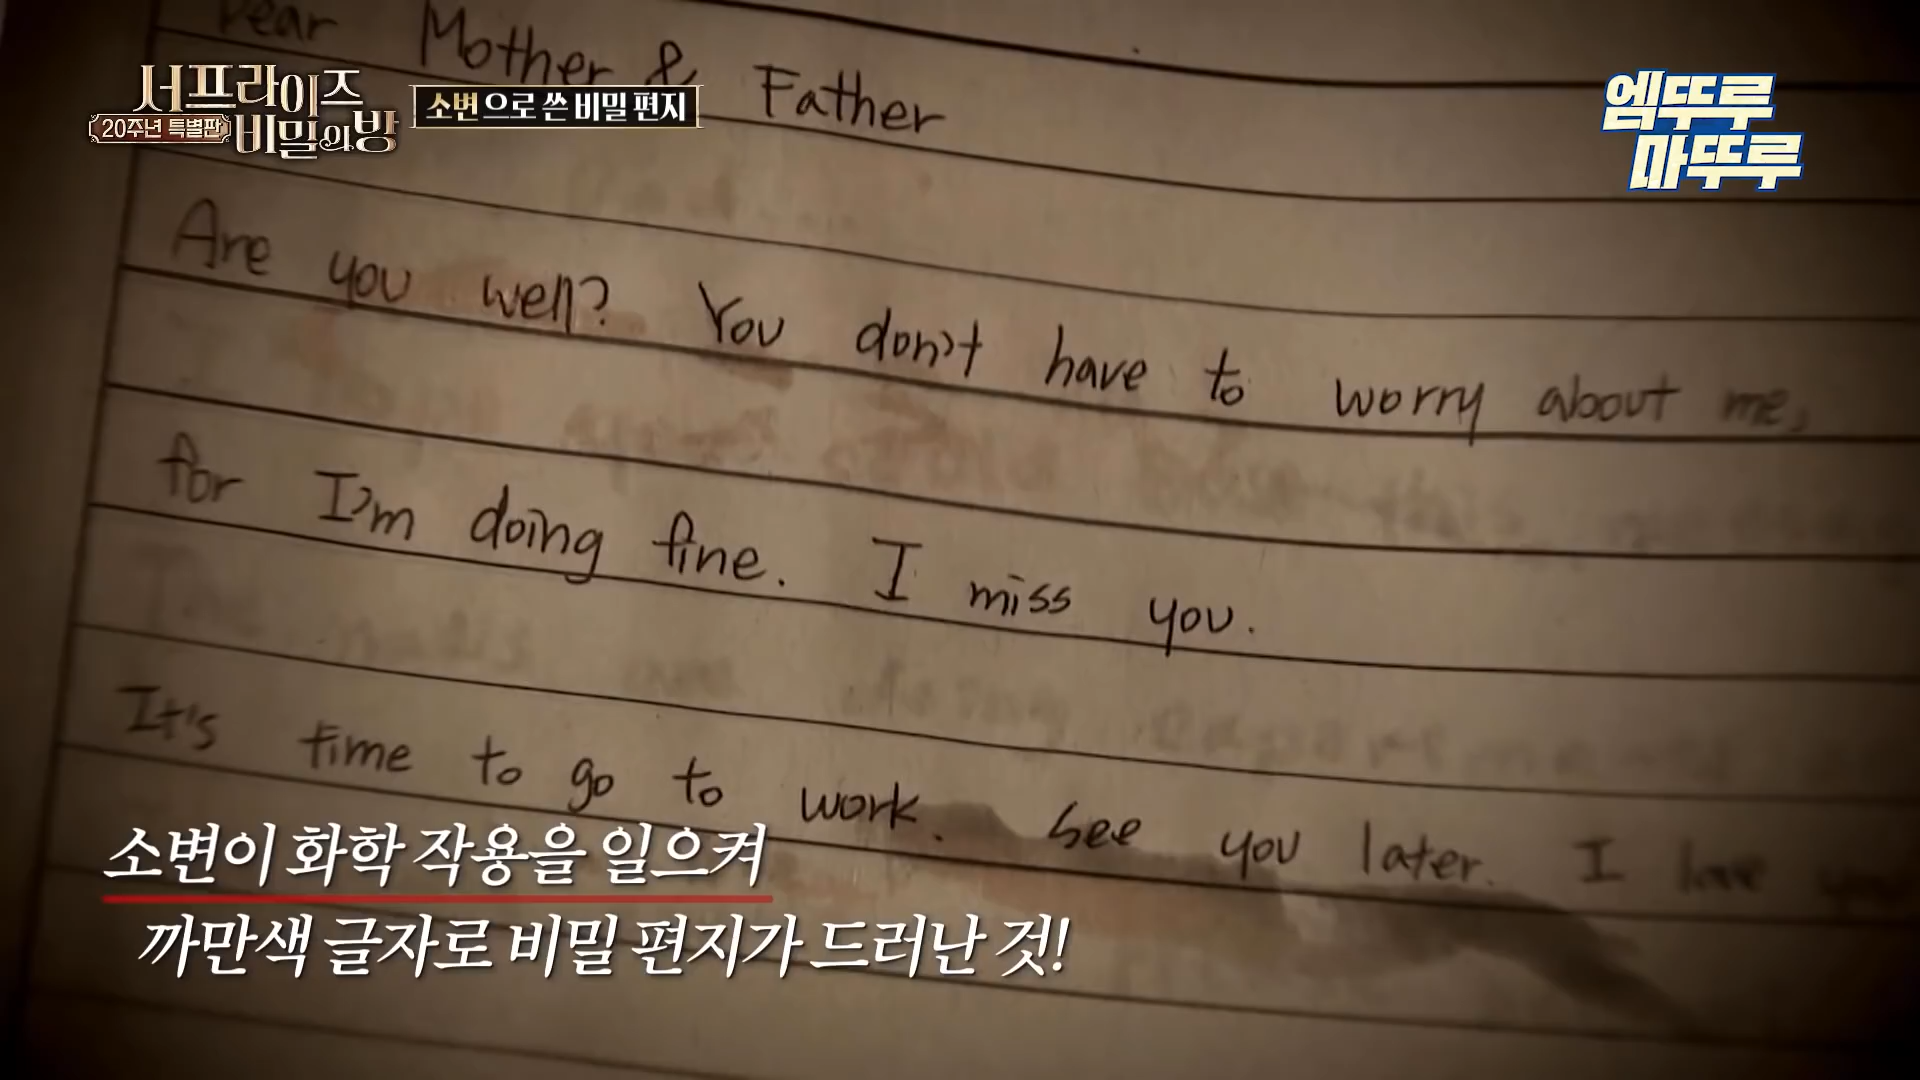 Dear Mother & Father
서프라이즈
20주년 특별판 비밀의 방
소변으로 쓴 비밀 편지
엠뚜루
마뚜루
Are you well? You don't have to worry about me,
for I'm doing fine. I miss you.
It's time to go to work. See you later. I love you
소변이 화학 작용을 일으켜
까만색 글자로 비밀 편지가 드러난 것!